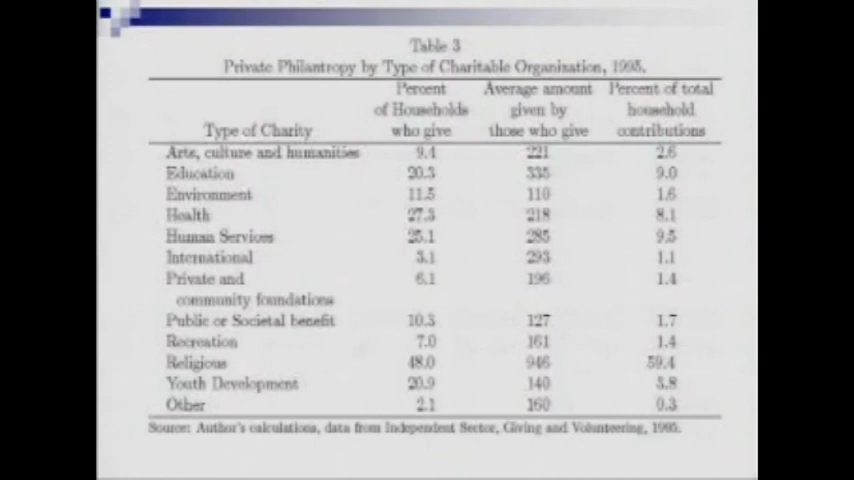 Table 3
Private Philantropy by Type of Charitable Organization, 1995.
Percent Average amount Percent of total
of Households given by household
Type of Charity who give those who give contributions
Arts, culture and humanities 9.4 221 2.6
Education 20.3 335 9.0
Environment 11.5 110 1.6
Health 27.3 218 8.1
Human Services 25.1 285 9.5
International 3.1 293 1.1
Private and 6.1 196 1.4
community foundations
Public or Societal benefit 10.3 127 1.7
Recreation 7.0 161 1.4
Religious 48.0 946 59.4
Youth Development 20.9 140 3.8
Other 2.1 160 0.3
Source: Author's calculations, data from Independent Sector, Giving and Volunteering, 1995.